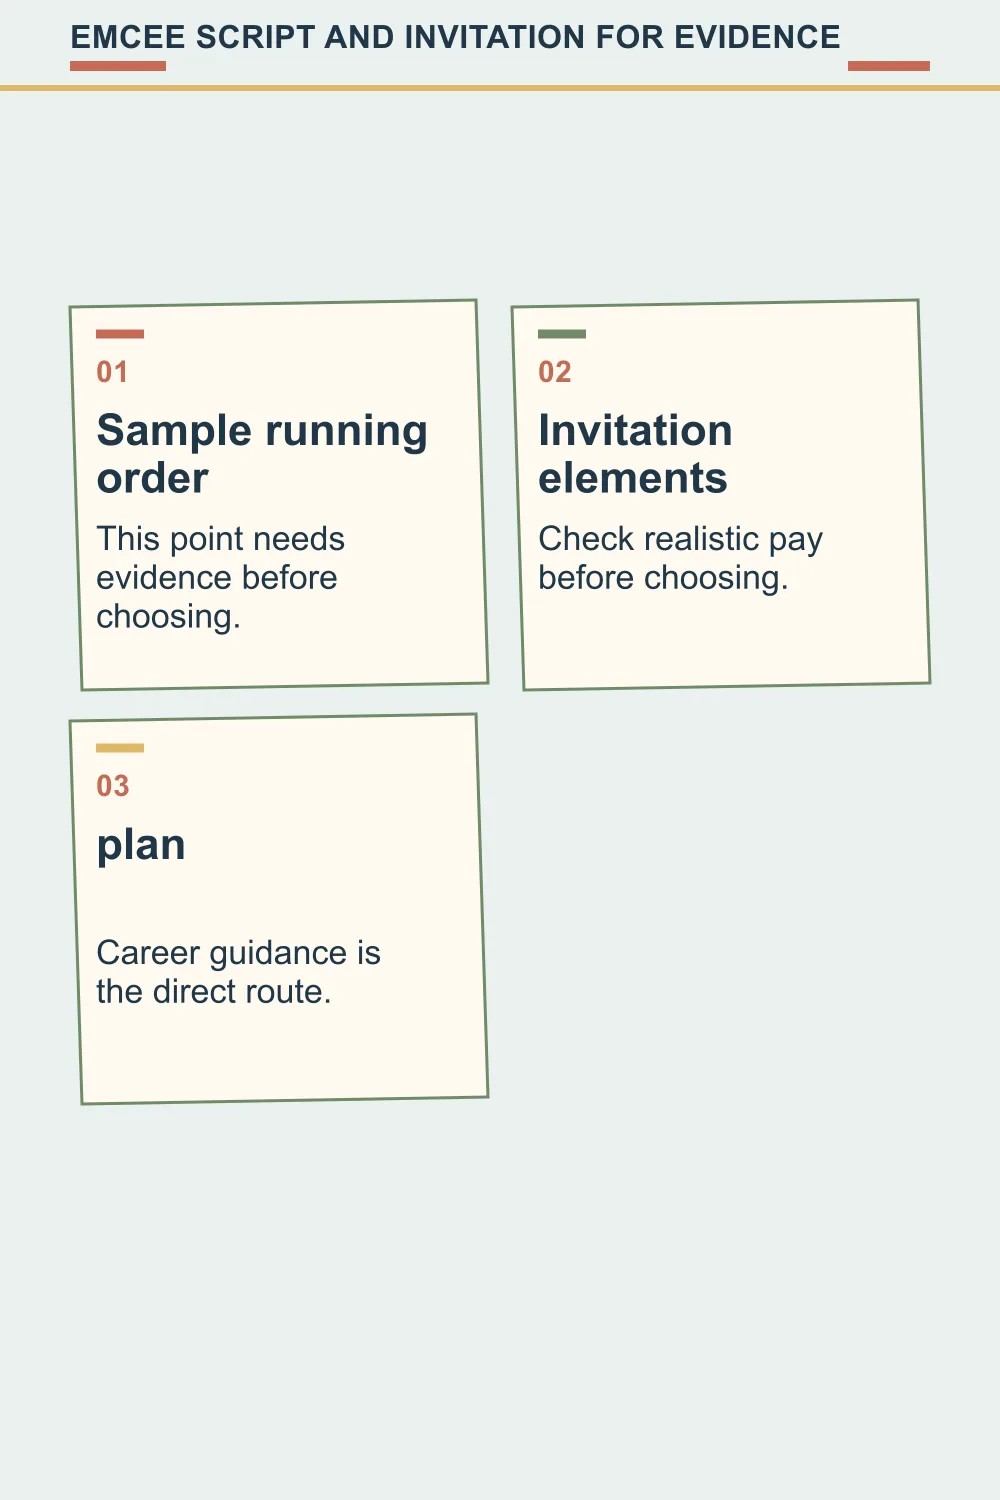 EMCEE SCRIPT AND INVITATION FOR EVIDENCE
01
Sample running
order
This point needs
evidence before
choosing.
02
Invitation
elements
Check realistic pay
before choosing.
03
plan
Career guidance is
the direct route.